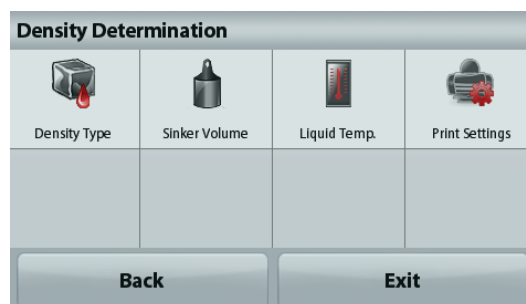 Density Determination
Density Type
Sinker Volume
Liquid Temp.
Print Settings
Back
Exit